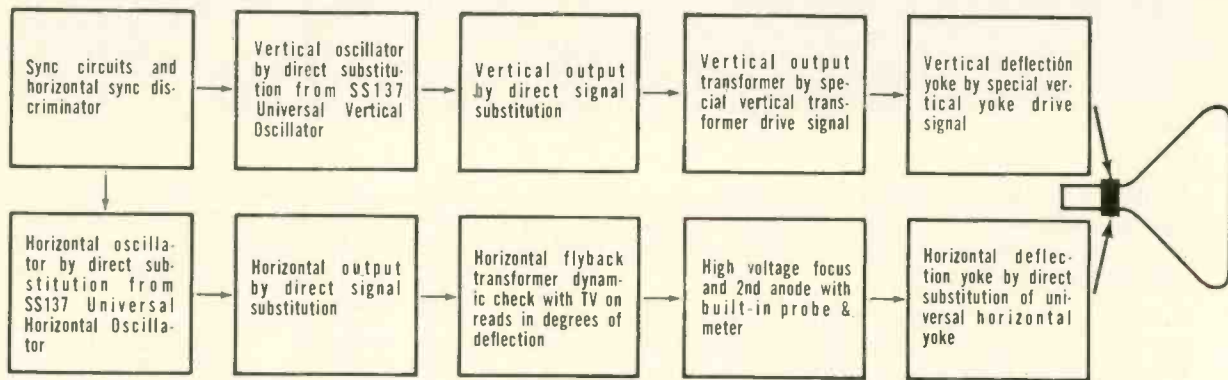 Sync circuits and
horizontal sync dis-
criminator
Vertical oscillator
by direct substitu-
tion from SS137
Universal Vertical
Oscillator
Vertical output
by direct signal
substitution
Vertical output
transformer by spe-
cial vertical trans-
former drive signal
Vertical deflection
yoke by special ver-
tical yoke drive
signal
Horizontal oscilla-
tor by direct sub-
stitution from
SS137 Universal
Horizontal Oscilla-
tor
Horizontal output
by direct signal
substitution
Horizontal flyback
transformer dynam-
ic check with TV on
reads in degrees of
deflection
High voltage focus
and 2nd anode with
built-in probe &
meter
Horizontal deflec-
tion yoke by direct
substitution of uni-
versal horizontal
yoke